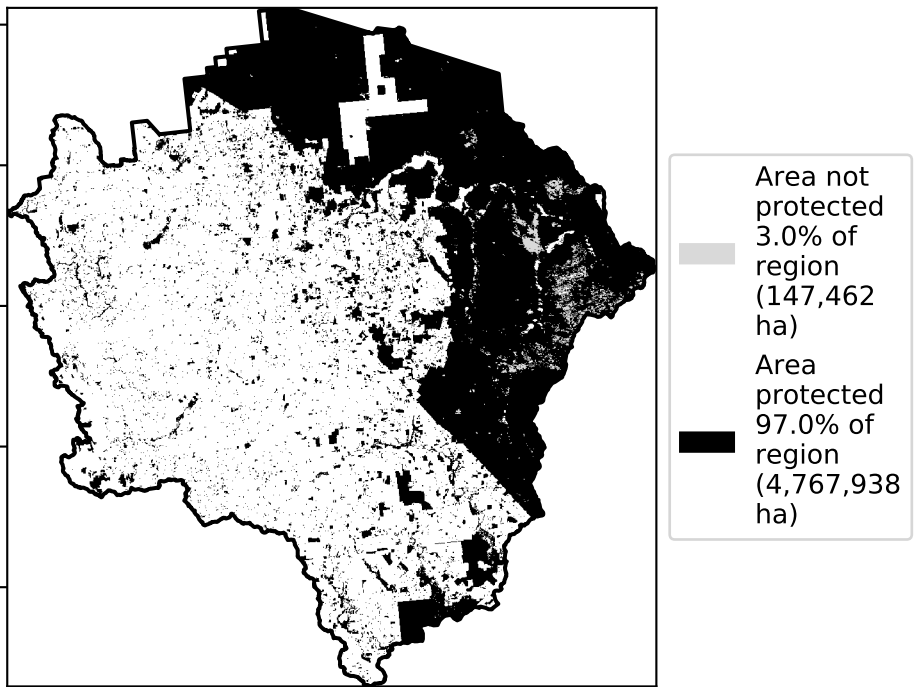 Area not
protected
3.0% of
region
(147,462
ha)
Area
protected
97.0% of
region
(4,767,938
ha)